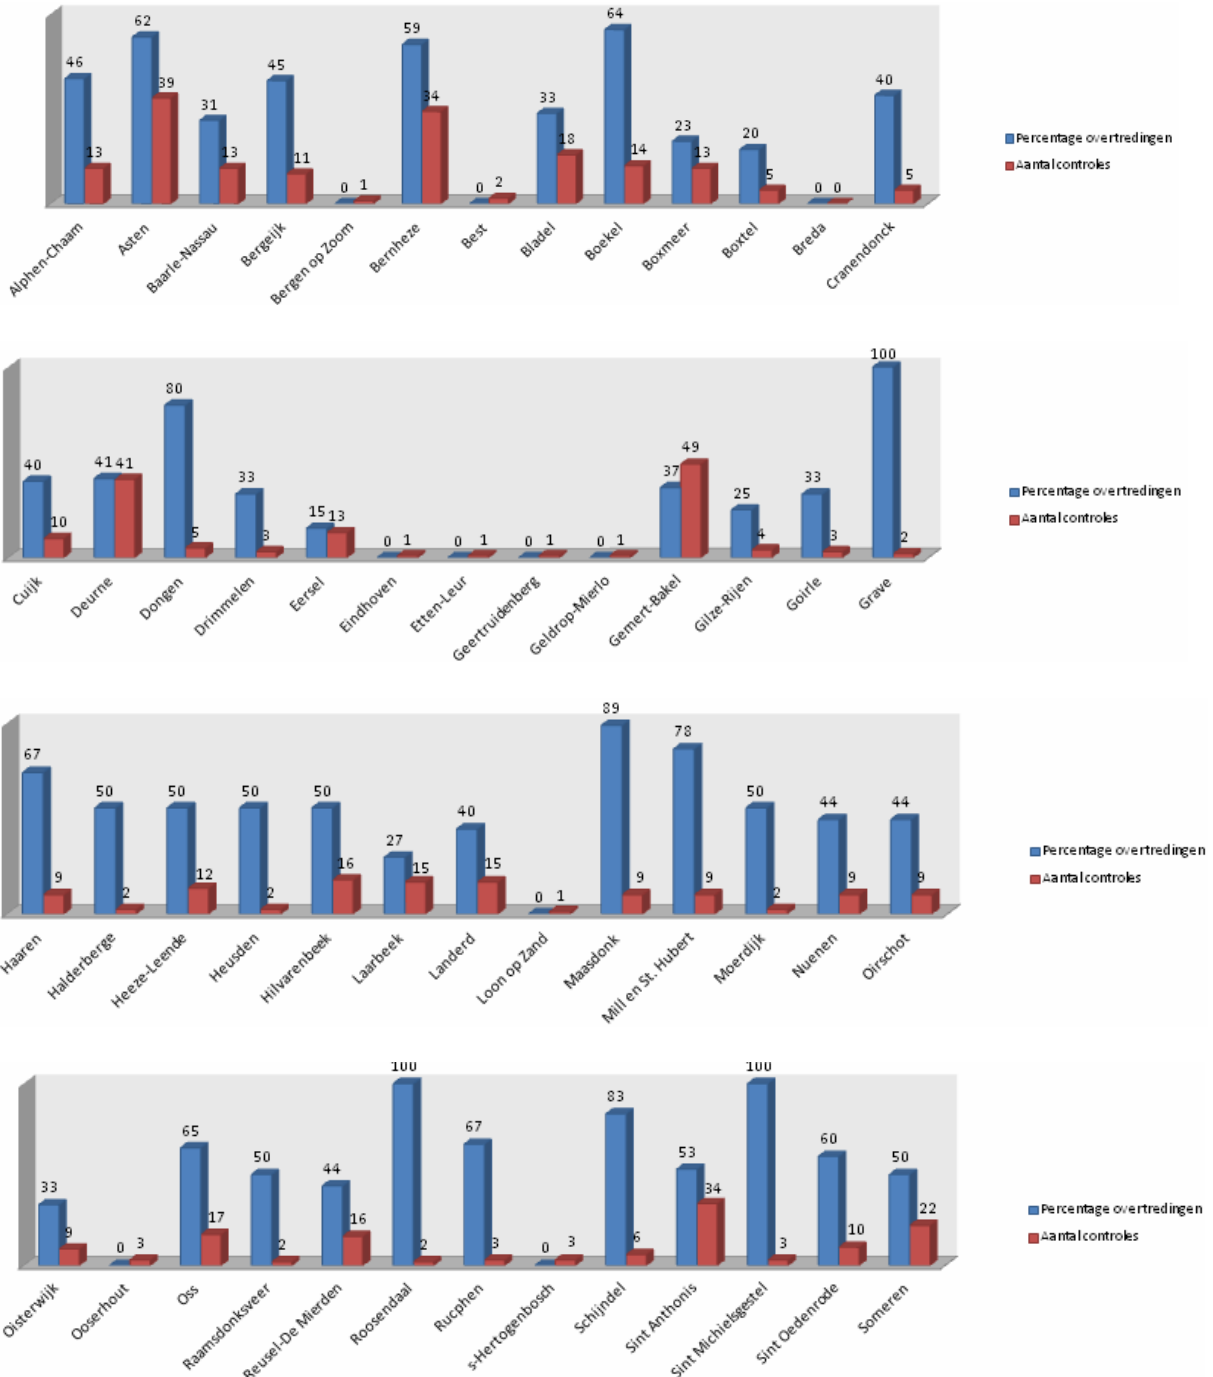 46 62 31 45 0 59 0 33 64 23 20 0 40
13 39 13 11 1 34 2 18 14 13 5 0 5
Percentage overtredingen
Aantal controles
Alphen-Chaam Asten Baarle-Nassau Bergeijk Bergen op Zoom Bernheze Best Bladel Boekel Boxmeer Boxtel Breda Cranendonck
40 41 80 33 15 0 0 0 0 37 25 33 100
10 41 5 3 13 1 1 1 1 49 4 3 2
Percentage overtredingen
Aantal controles
Cuijk Deurne Dongen Drimmelen Eersel Eindhoven Etten-Leur Geertruidenberg Geldrop-Mierlo Gemert-Bakel Gilze-Rijen Goirle Grave
67 50 50 50 50 27 40 0 89 78 50 44 44
9 2 12 2 16 15 15 1 9 9 2 9 9
Percentage overtredingen
Aantal controles
Haaren Halderberge Heeze-Leende Heusden Hilvarenbeek Laarbeek Landerd Loon op Zand Maasdonk Mill en St. Hubert Moerdijk Nuenen Oirschot
33 0 65 50 44 100 67 0 83 53 100 60 50
9 3 17 2 16 2 3 3 6 34 3 10 22
Percentage overtredingen
Aantal controles
Oisterwijk Ooserhout Oss Raamsdonksveer Reusel-De Mierden Roosendaal Rucphen s-Hertogenbosch Schijndel Sint Anthonis Sint Michielsgestel Sint Oedenrode Someren